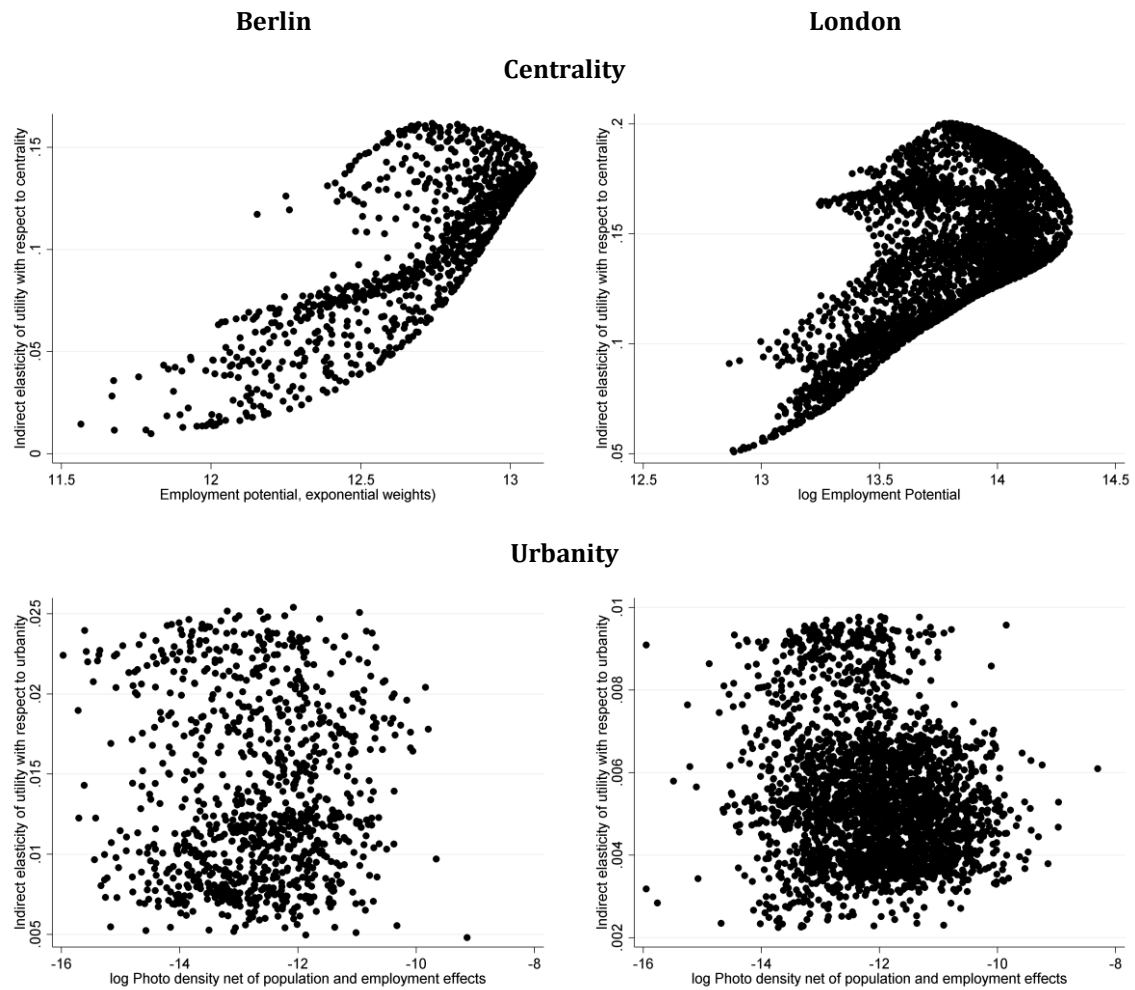 Berlin
London
Centrality
Indirect elasticity of utility with respect to centrality
.15
.1
.05
0
11.5 12 12.5 13
Employment potential, exponential weights)
Indirect elasticity of utility with respect to centrality
.2
.15
.1
.05
12.5 13 13.5 14 14.5
log Employment Potential
Urbanity
Indirect elasticity of utility with respect to urbanity
.025
.02
.015
.01
.005
-16 -14 -12 -10 -8
log Photo density net of population and employment effects
Indirect elasticity of utility with respect to urbanity
.01
.008
.006
.004
.002
-16 -14 -12 -10 -8
log Photo density net of population and employment effects